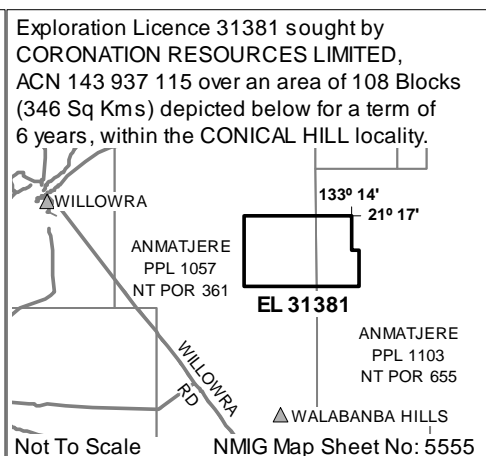 Exploration Licence 31381 sought by
CORONATION RESOURCES LIMITED,
ACN 143 937 115 over an area of 108 Blocks
(346 Sq Kms) depicted below for a term of
6 years, within the CONICAL HILL locality.
133º 14'
21º 17'
WILLOWRA
ANMATJERE
PPL 1057
NT POR 361
EL 31381
ANMATJERE
PPL 1103
NT POR 655
WILLOWRA
RD
WALABANBA HILLS
Not To Scale
NMIG Map Sheet No: 5555